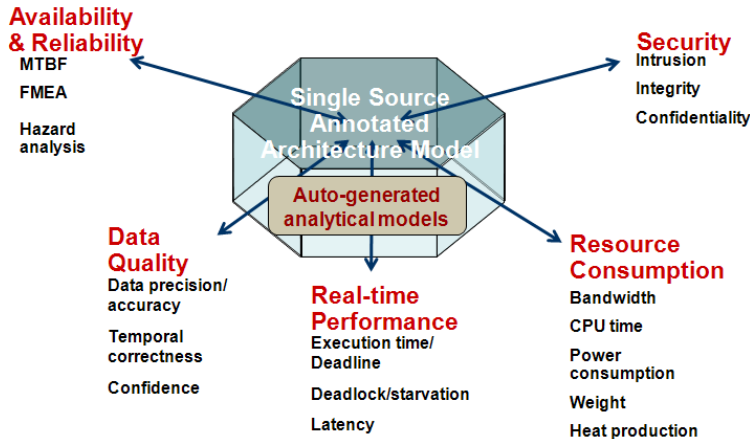 Availability
& Reliability
MTBF
FMEA
Hazard
analysis
Single Source
Annotated
Architecture Model
Security
Intrusion
Integrity
Confidentiality
Auto-generated
analytical models
Data
Quality
Data precision/
accuracy
Temporal
correctness
Confidence
Real-time
Performance
Execution time/
Deadline
Deadlock/starvation
Latency
Resource
Consumption
Bandwidth
CPU time
Power
consumption
Weight
Heat production